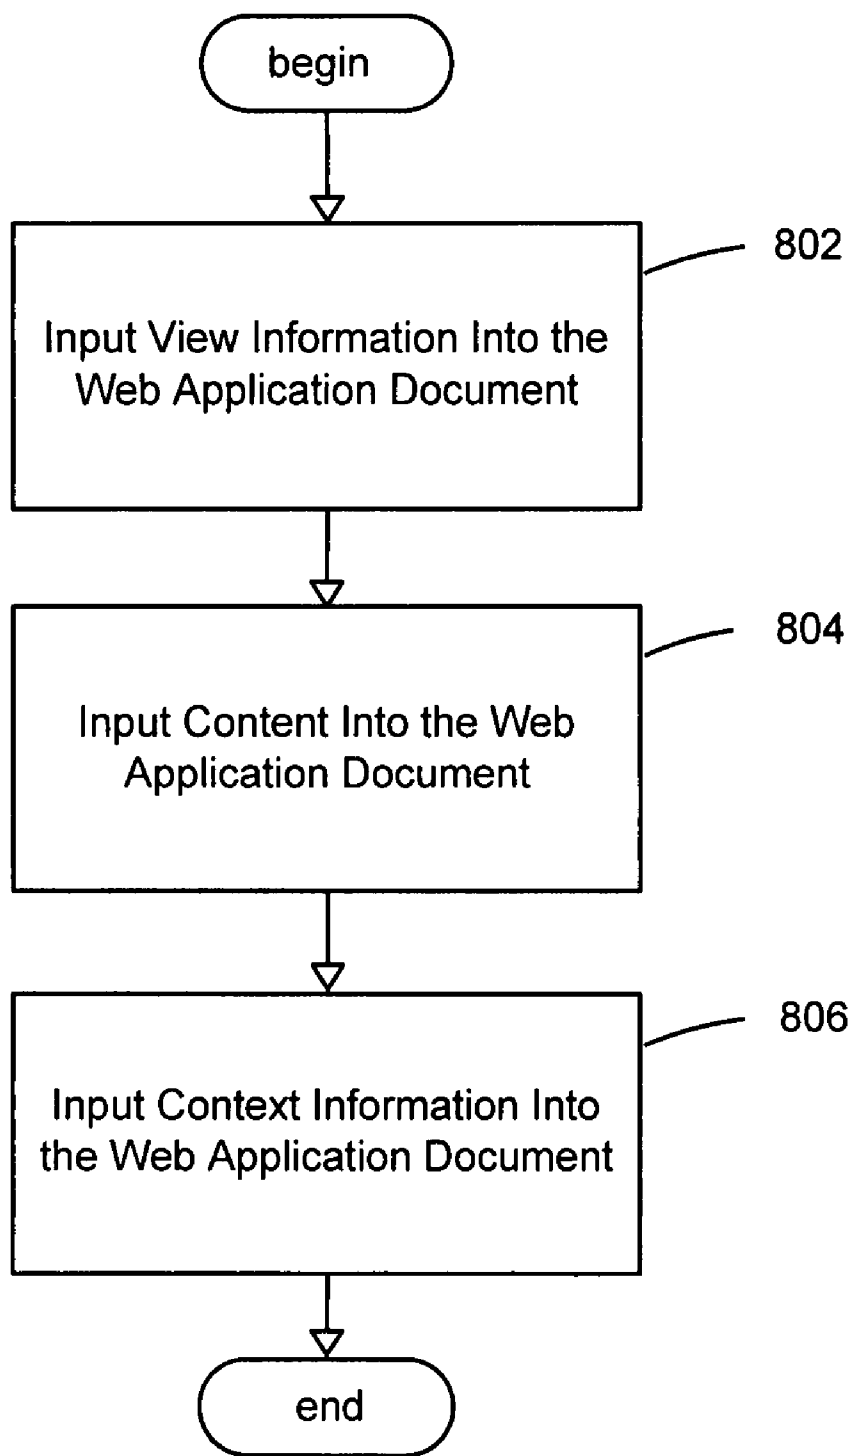 begin
802
Input View Information Into the
Web Application Document
804
Input Content Into the Web
Application Document
806
Input Context Information Into
the Web Application Document
end